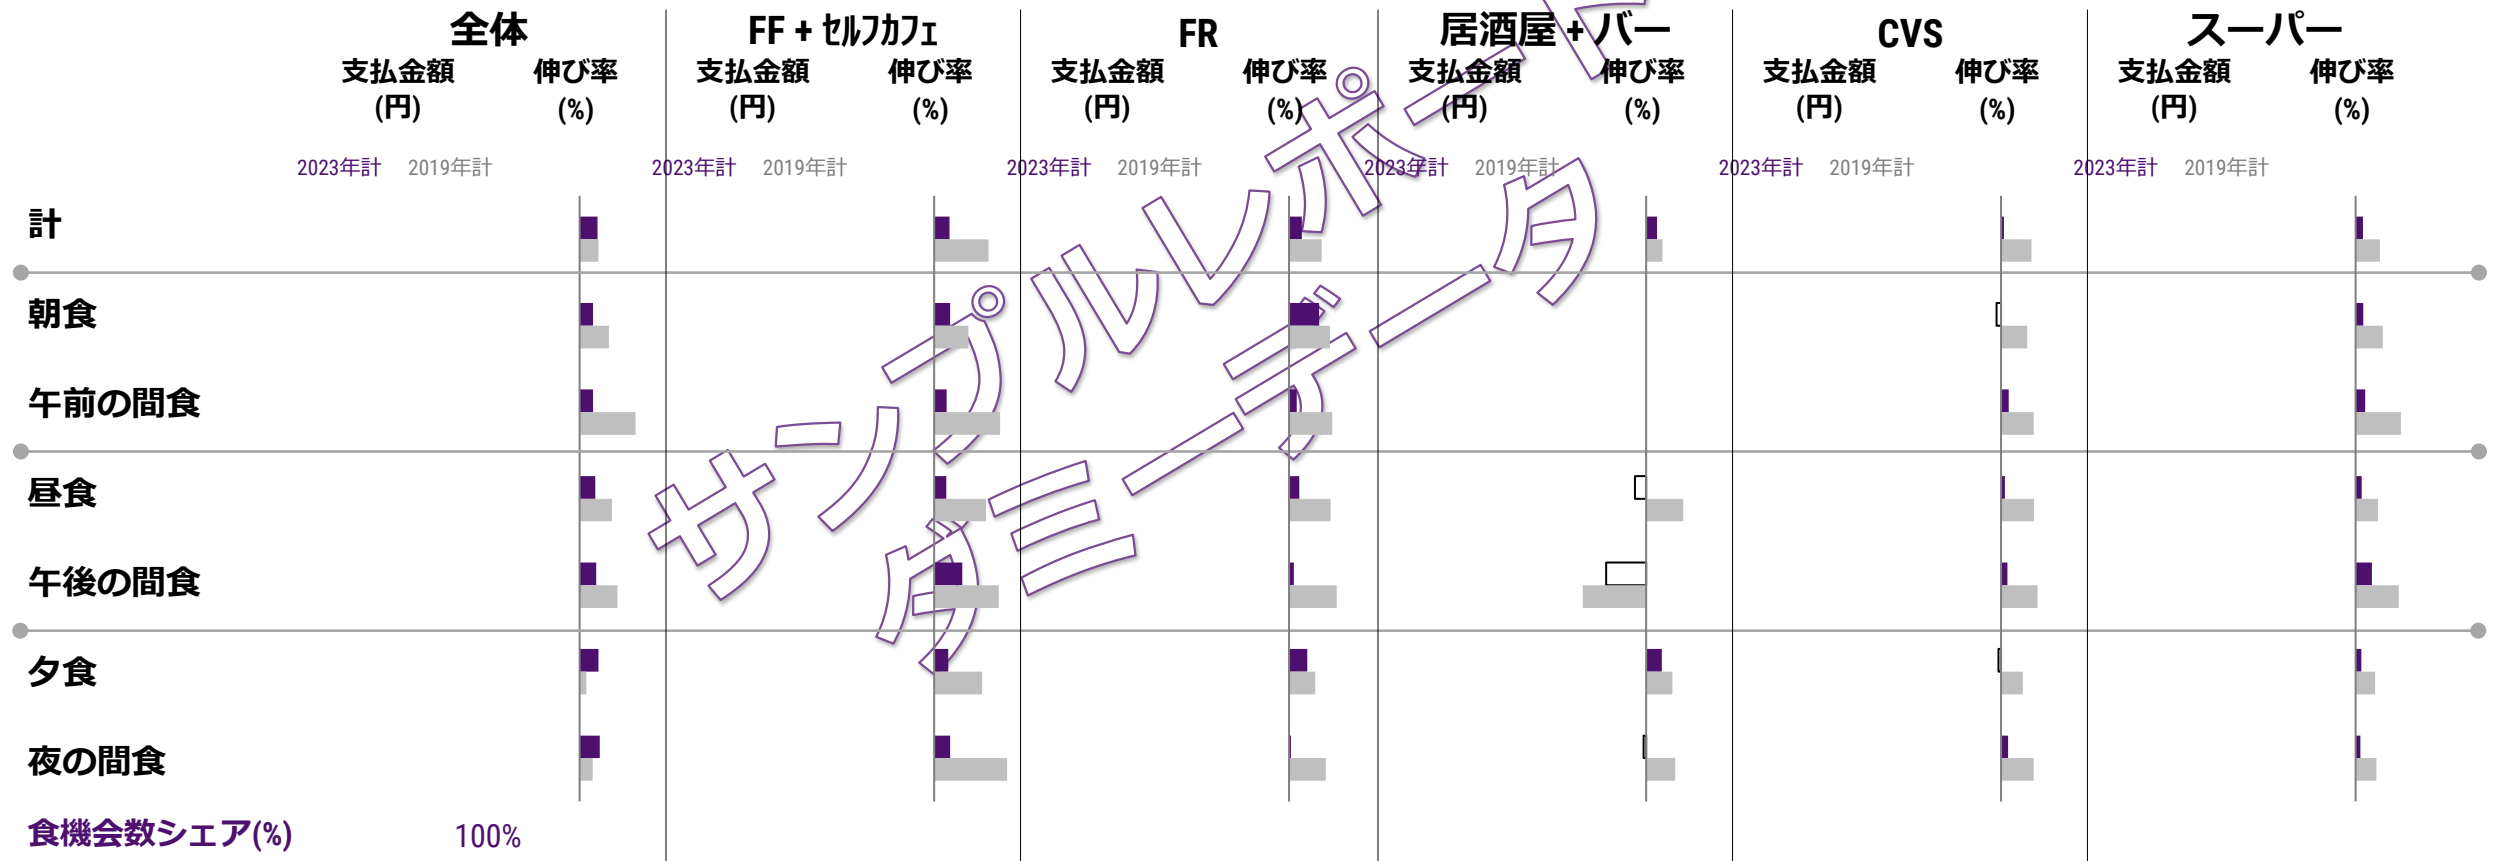 全体
FF + ｾﾙﾌｶﾌｪ
FR
居酒屋 + バー
CVS
スーパー
支払金額
(円)
伸び率
(%)
支払金額
(円)
伸び率
(%)
支払金額
(円)
伸び率
(%)
支払金額
(円)
伸び率
(%)
支払金額
(円)
伸び率
(%)
支払金額
(円)
伸び率
(%)
2023年計 2019年計
2023年計 2019年計
2023年計 2019年計
2023年計 2019年計
2023年計 2019年計
2023年計 2019年計
計
朝食
午前の間食
昼食
午後の間食
夕食
夜の間食
食機会数シェア(%) 100%
サンプルレポート
ダミーデータ